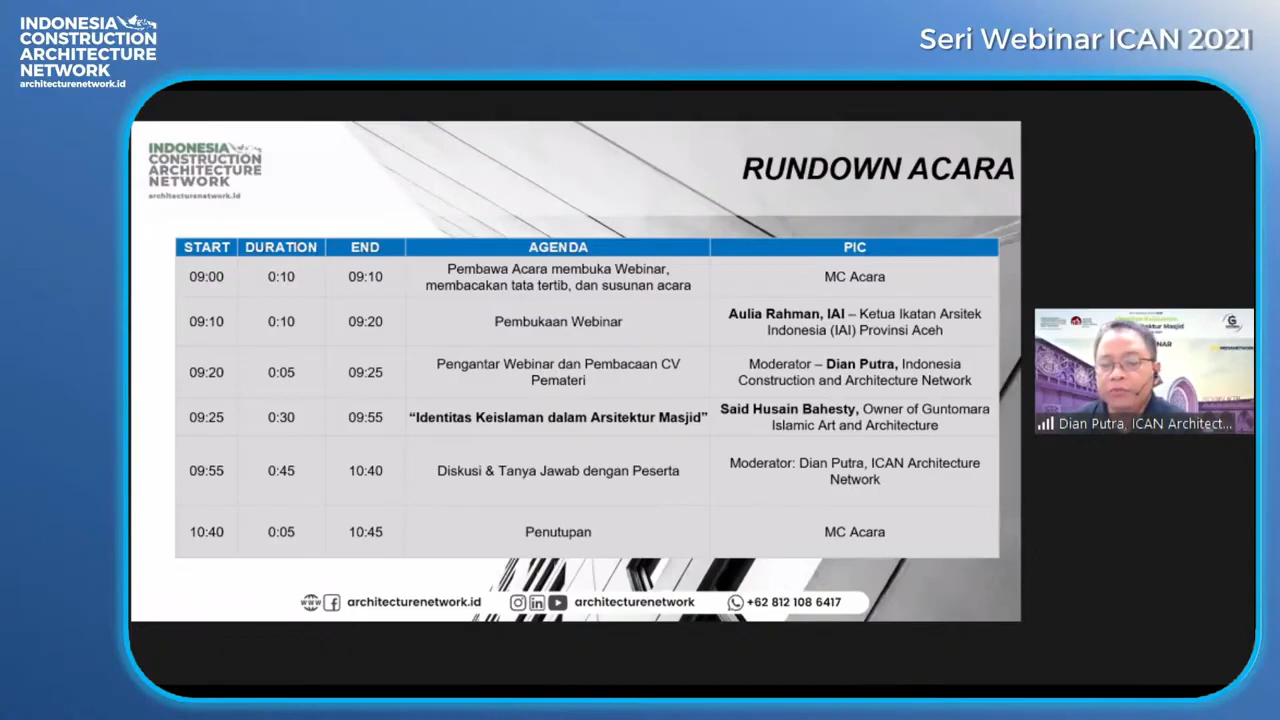 INDONESIA
CONSTRUCTION
ARCHITECTURE
NETWORK
architecturenetwork.id
Seri Webinar ICAN 2021
INDONESIA
CONSTRUCTION
ARCHITECTURE
NETWORK
architecturenetwork.id
RUNDOWN ACARA
START DURATION END AGENDA PIC
09:00 0:10 09:10 Pembawa Acara membuka Webinar, membacakan tata tertib, dan susunan acara MC Acara
09:10 0:10 09:20 Pembukaan Webinar Aulia Rahman, IAI – Ketua Ikatan Arsitek Indonesia (IAI) Provinsi Aceh
09:20 0:05 09:25 Pengantar Webinar dan Pembacaan CV Pemateri Moderator – Dian Putra, Indonesia Construction and Architecture Network
09:25 0:30 09:55 “Identitas Keislaman dalam Arsitektur Masjid” Said Husain Bahesty, Owner of Guntomara Islamic Art and Architecture
09:55 0:45 10:40 Diskusi & Tanya Jawab dengan Peserta Moderator: Dian Putra, ICAN Architecture Network
10:40 0:05 10:45 Penutupan MC Acara
www architecturenetwork.id architecturenetwork +62 812 108 6417
Dian Putra, ICAN Architect...